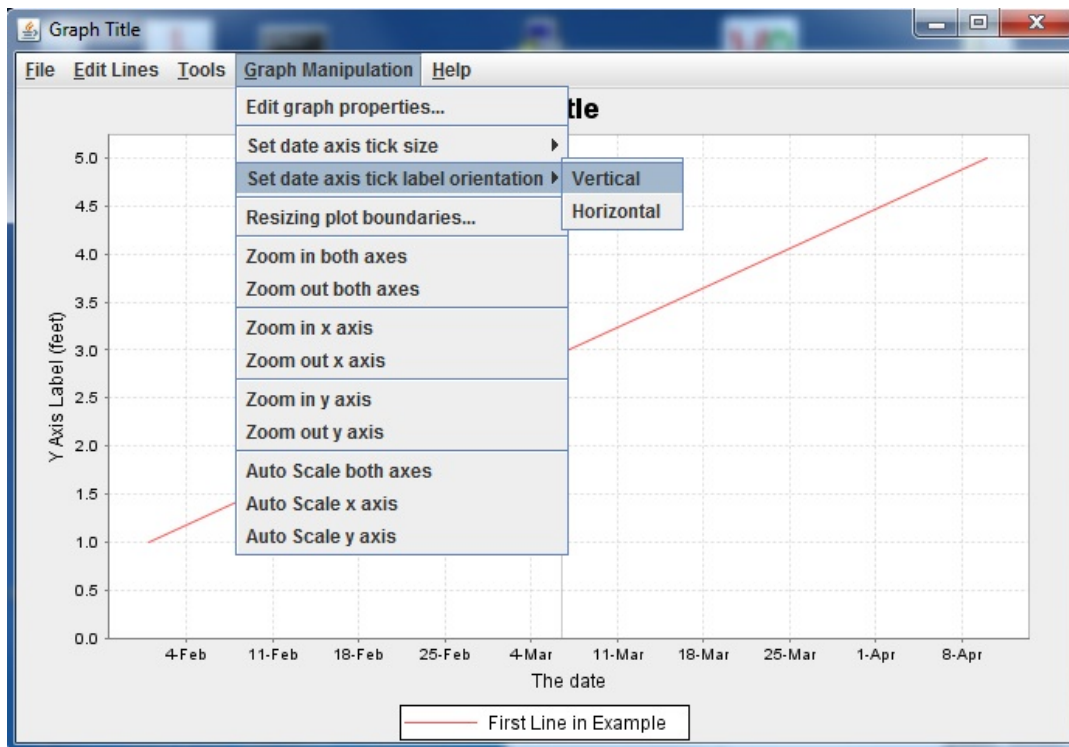 Graph Title
File Edit Lines Tools Graph Manipulation Help
tle
Edit graph properties...
Set date axis tick size
Set date axis tick label orientation
Vertical
Horizontal
Resizing plot boundaries...
Zoom in both axes
Zoom out both axes
Zoom in x axis
Zoom out x axis
Zoom in y axis
Zoom out y axis
Auto Scale both axes
Auto Scale x axis
Auto Scale y axis
Y Axis Label (feet)
5.0
4.5
4.0
3.5
3.0
2.5
2.0
1.5
1.0
0.5
0.0
4-Feb 11-Feb 18-Feb 25-Feb 4-Mar 11-Mar 18-Mar 25-Mar 1-Apr 8-Apr
The date
First Line in Example